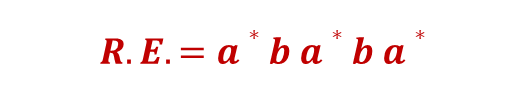 R. E. = a * b a * b a *